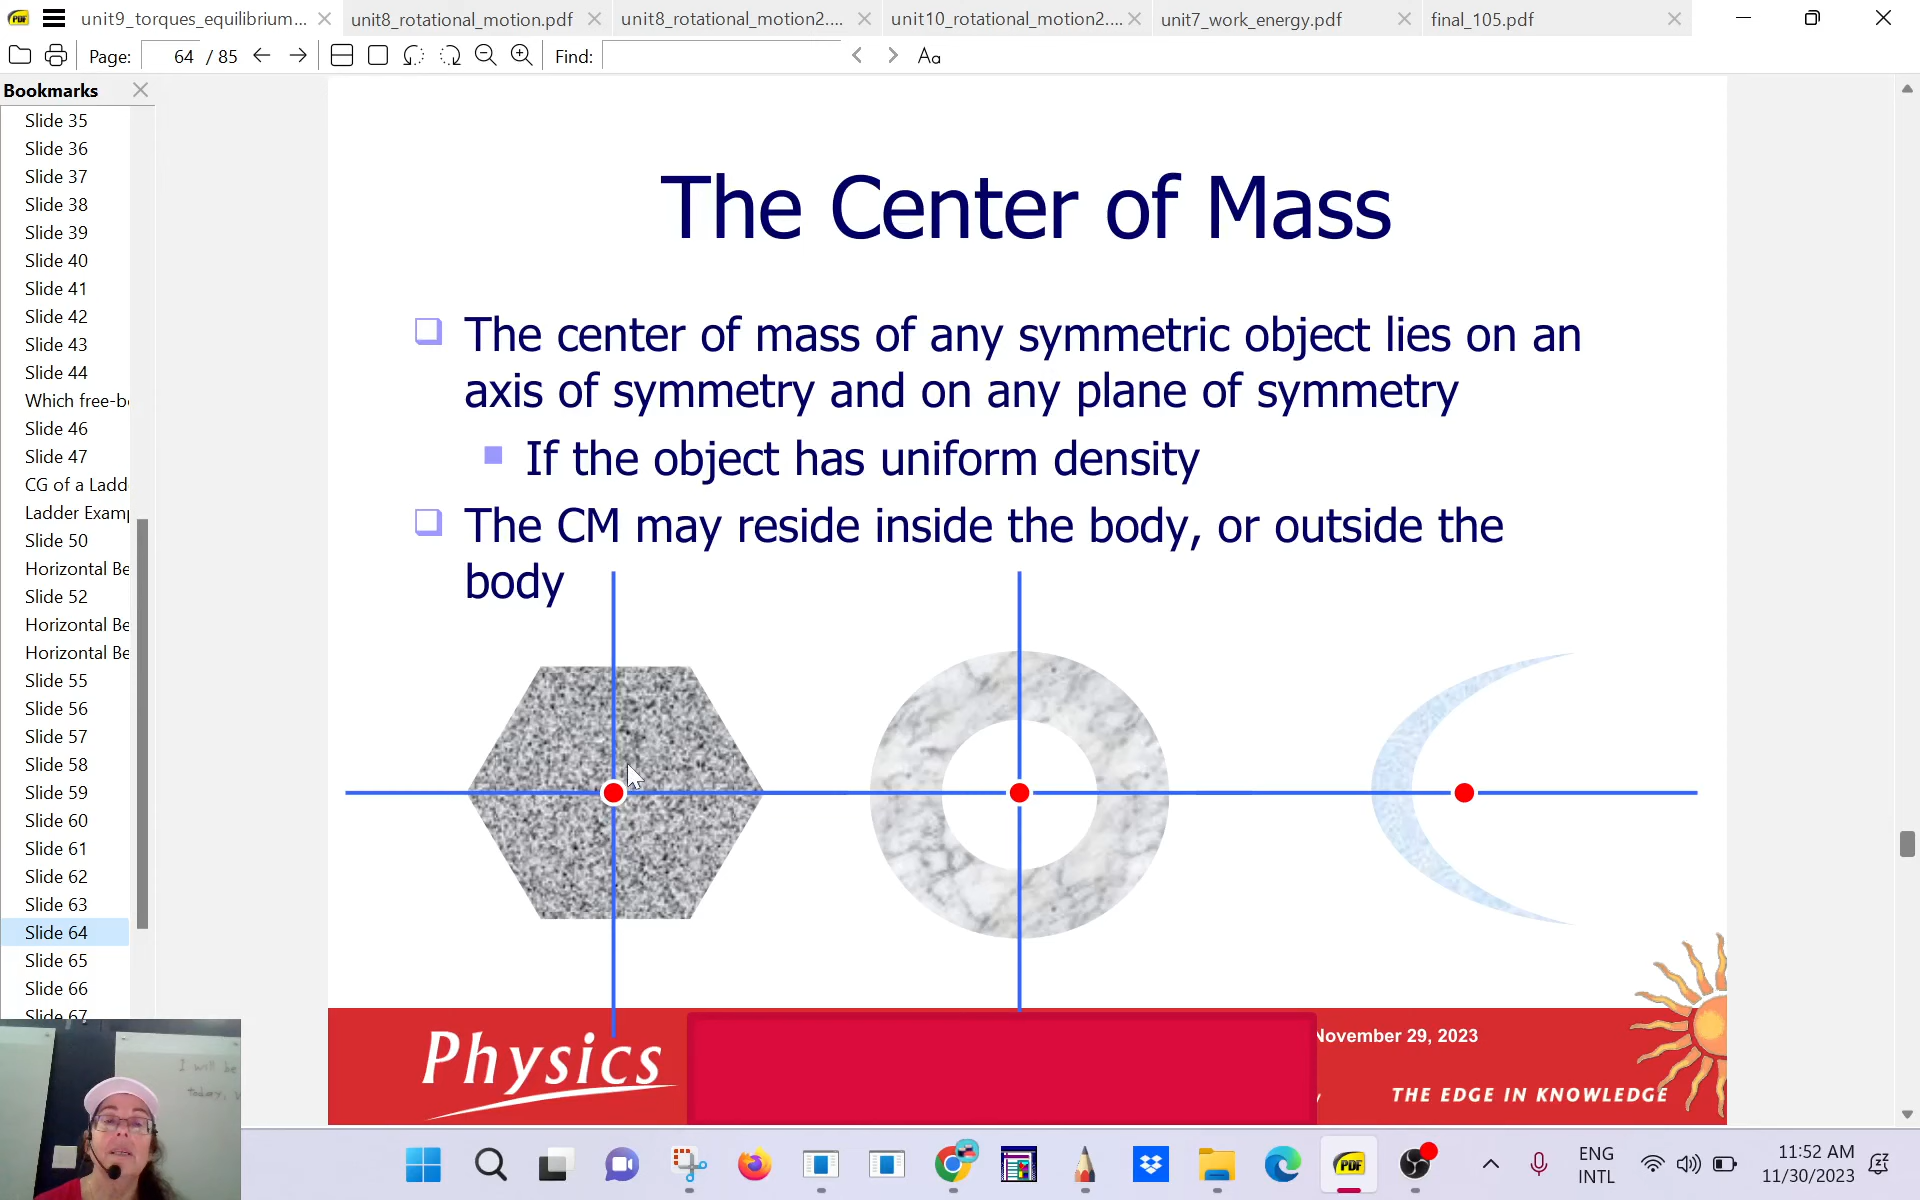 unit9_torques_equilibrium...
unit8_rotational_motion.pdf
unit8_rotational_motion2....
unit10_rotational_motion2....
unit7_work_energy.pdf
final_105.pdf
Page: 64 / 85
Find:
Aa
Bookmarks
Slide 35
Slide 36
Slide 37
Slide 38
Slide 39
Slide 40
Slide 41
Slide 42
Slide 43
Slide 44
Which free-b
Slide 46
Slide 47
CG of a Ladd
Ladder Examp
Slide 50
Horizontal Be
Slide 52
Horizontal Be
Horizontal Be
Slide 55
Slide 56
Slide 57
Slide 58
Slide 59
Slide 60
Slide 61
Slide 62
Slide 63
Slide 64
Slide 65
Slide 66
Slide 67
The Center of Mass
The center of mass of any symmetric object lies on an
axis of symmetry and on any plane of symmetry
If the object has uniform density
The CM may reside inside the body, or outside the
body
Physics
November 29, 2023
THE EDGE IN KNOWLEDGE
I will be
today,
PDF
ENG
INTL
11:52 AM
11/30/2023